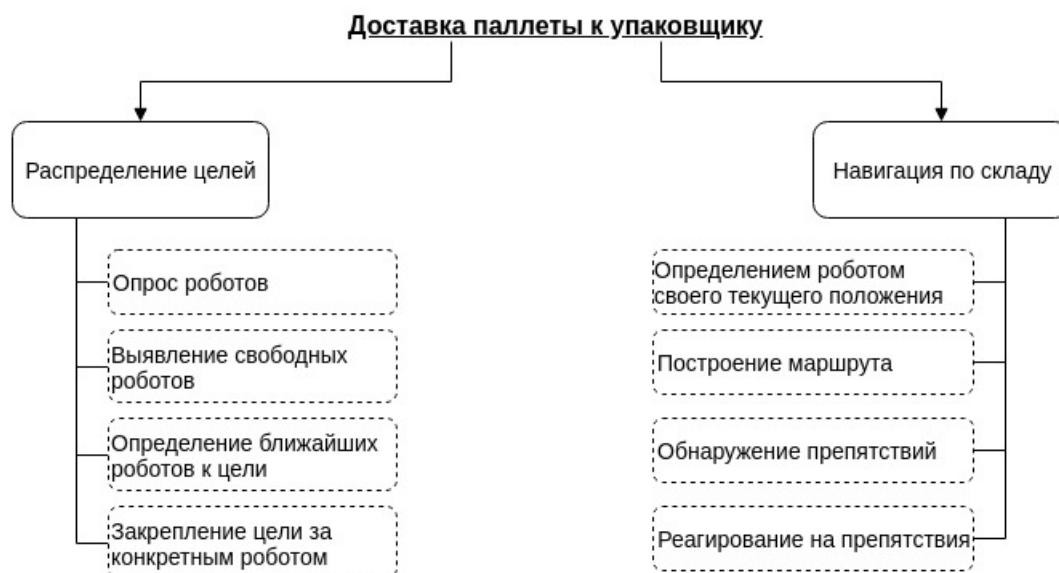 Доставка паллеты к упаковщику
Распределение целей
Опрос роботов
Выявление свободных
роботов
Определение ближайших
роботов к цели
Закрепление цели за
конкретным роботом
Навигация по складу
Определением роботом
своего текущего положения
Построение маршрута
Обнаружение препятствий
Реагирование на препятствия